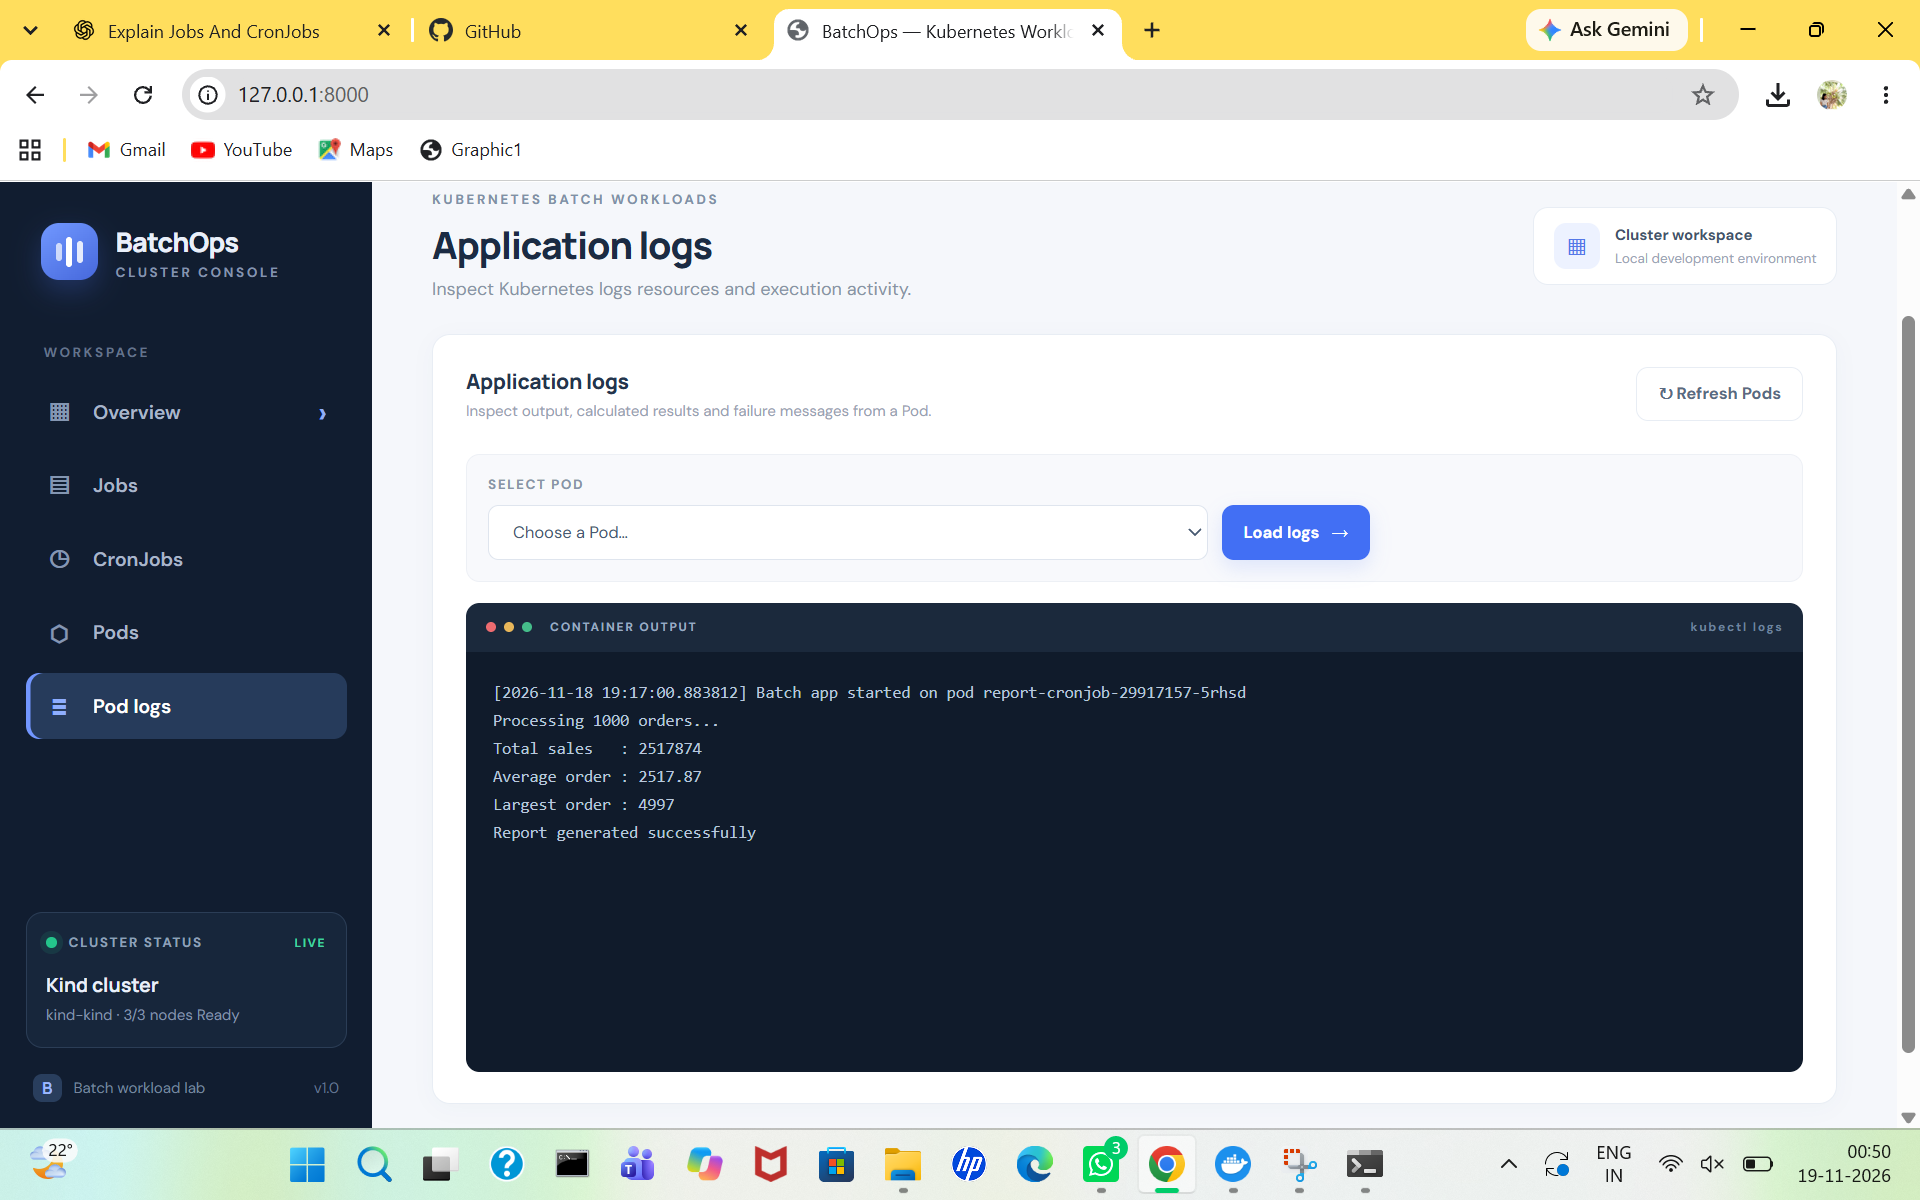 Explain Jobs And CronJobs
GitHub
BatchOps — Kubernetes Workl
Ask Gemini
127.0.0.1:8000
Gmail
YouTube
Maps
Graphic1
BatchOps
CLUSTER CONSOLE
WORKSPACE
Overview
Jobs
CronJobs
Pods
Pod logs
CLUSTER STATUS
LIVE
Kind cluster
kind-kind · 3/3 nodes Ready
B
Batch workload lab
v1.0
KUBERNETES BATCH WORKLOADS
Application logs
Inspect Kubernetes logs resources and execution activity.
Cluster workspace
Local development environment
Application logs
Inspect output, calculated results and failure messages from a Pod.
↻ Refresh Pods
SELECT POD
Choose a Pod...
Load logs →
CONTAINER OUTPUT
kubectl logs
[2026-11-18 19:17:00.883812] Batch app started on pod report-cronjob-29917157-5rhsd
Processing 1000 orders...
Total sales   : 2517874
Average order : 2517.87
Largest order : 4997
Report generated successfully
22°
3
ENG
IN
00:50
19-11-2026